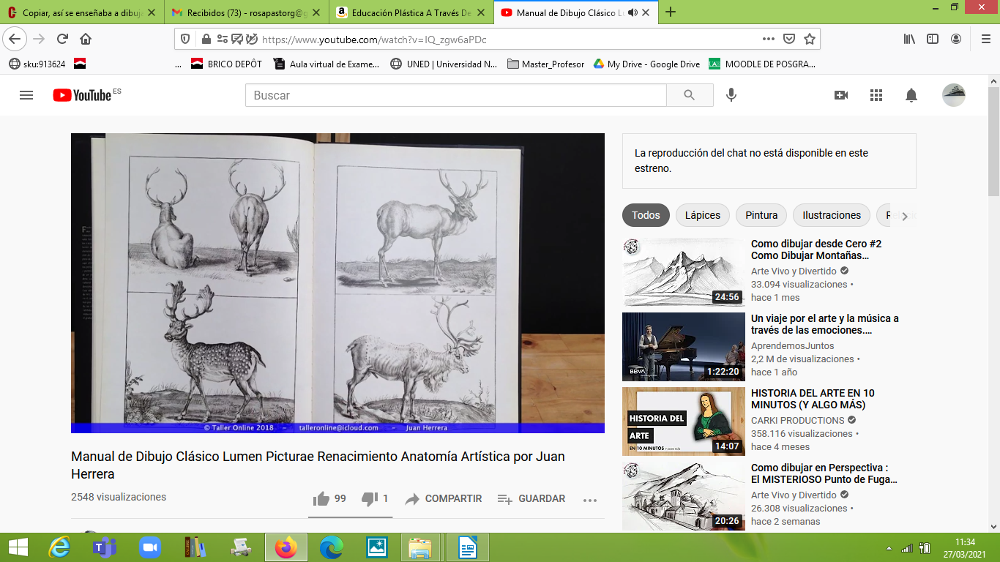 Copiar, así se enseñaba a dibuja
Recibidos (73) - rosapastorg@g
Educación Plástica A Través De
Manual de Dibujo Clásico Lu
https://www.youtube.com/watch?v=IQ_zgw6aPDc
sku:913624
...
BRICO DEPÔT
Aula virtual de Exame...
UNED | Universidad N...
Master_Profesor
My Drive - Google Drive
MOODLE DE POSGRA...
YouTube ES
Buscar
© Taller Online 2018 - talleronline@icloud.com - Juan Herrera
Manual de Dibujo Clásico Lumen Picturae Renacimiento Anatomía Artística por Juan
Herrera
2548 visualizaciones
99
1
COMPARTIR
GUARDAR
La reproducción del chat no está disponible en este
estreno.
Todos
Lápices
Pintura
Ilustraciones
Como dibujar desde Cero #2
Como Dibujar Montañas...
Arte Vivo y Divertido
33.094 visualizaciones •
hace 1 mes
24:56
Un viaje por el arte y la música a
través de las emociones....
AprendemosJuntos
2,2 M de visualizaciones •
hace 1 año
BBVA
1:22:20
HISTORIA DEL ARTE EN 10
MINUTOS (Y ALGO MÁS)
CARKI PRODUCTIONS
358.116 visualizaciones •
hace 4 meses
HISTORIA DEL
ARTE
EN 10 MINUTOS Y ALGO MÁS
14:07
Como dibujar en Perspectiva :
El MISTERIOSO Punto de Fuga...
Arte Vivo y Divertido
26.308 visualizaciones •
hace 2 semanas
20:26
11:34
27/03/2021